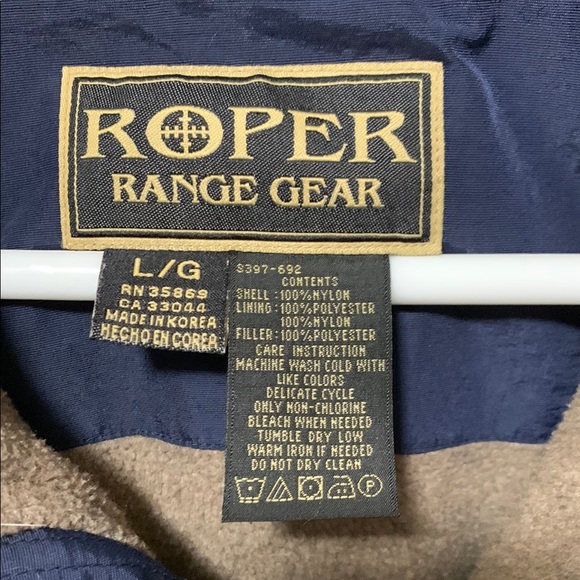 ROPER
RANGE GEAR
L/G
RN 35869
CA 33044
MADE IN KOREA
HECHO EN COREA
S397-692
CONTENTS
SHELL : 100%NYLON
LINING : 100%POLYESTER
100%NYLON
FILLER: 100%POLYESTER
CARE INSTRUCTION
MACHINE WASH COLD WITH
LIKE COLORS
DELICATE CYCLE
ONLY NON-CHLORINE
BLEACH WHEN NEEDED
TUMBLE DRY LOW
WARM IRON IF NEEDED
DO NOT DRY CLEAN
P